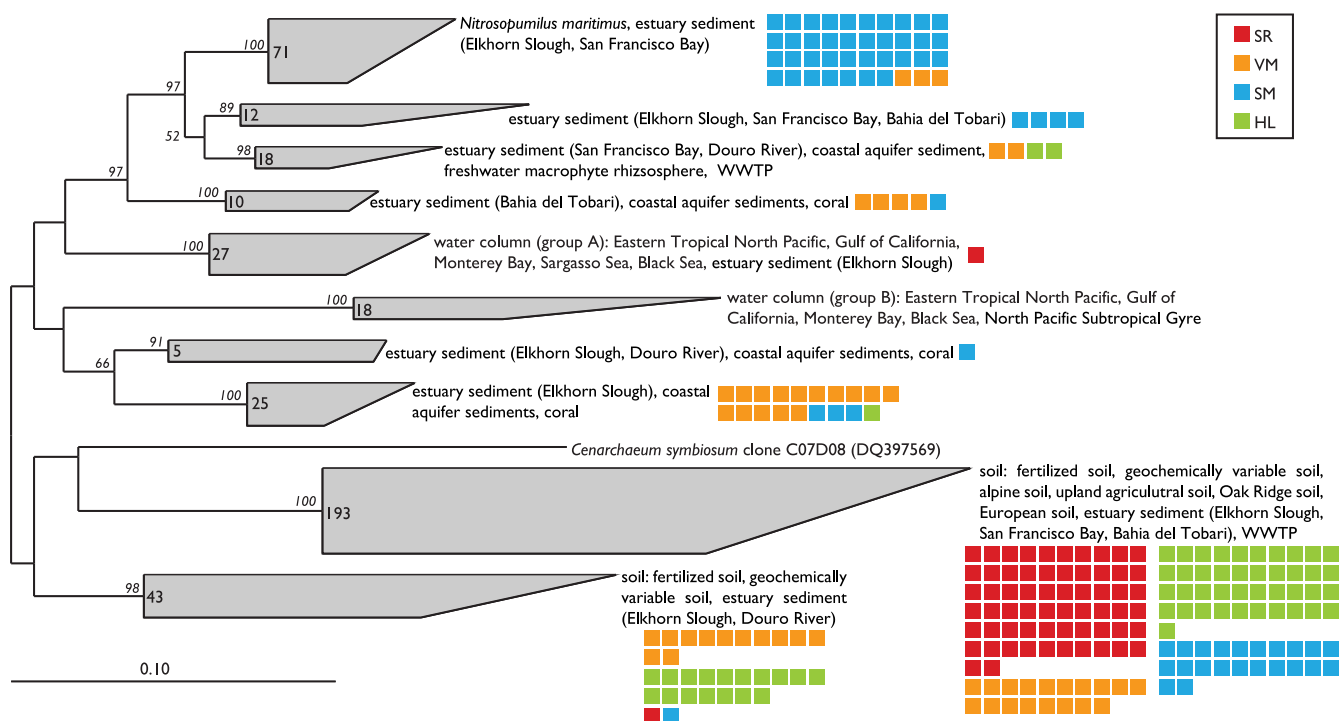 Nitrosopumilus maritimus, estuary sediment
(Elkhorn Slough, San Francisco Bay)
100
71
SR
VM
SM
HL
97
89
12
estuary sediment (Elkhorn Slough, San Francisco Bay, Bahia del Tobari)
52
98
18
estuary sediment (San Francisco Bay, Douro River), coastal aquifer sediment,
freshwater macrophyte rhizsosphere, WWTP
97
100
10
estuary sediment (Bahia del Tobari), coastal aquifer sediments, coral
100
27
water column (group A): Eastern Tropical North Pacific, Gulf of California,
Monterey Bay, Sargasso Sea, Black Sea, estuary sediment (Elkhorn Slough)
100
18
water column (group B): Eastern Tropical North Pacific, Gulf of
California, Monterey Bay, Black Sea, North Pacific Subtropical Gyre
91
5
estuary sediment (Elkhorn Slough, Douro River), coastal aquifer sediments, coral
66
100
25
estuary sediment (Elkhorn Slough), coastal
aquifer sediments, coral
Cenarchaeum symbiosum clone C07D08 (DQ397569)
100
193
soil: fertilized soil, geochemically variable soil,
alpine soil, upland agriculutral soil, Oak Ridge soil,
European soil, estuary sediment (Elkhorn Slough,
San Francisco Bay, Bahia del Tobari), WWTP
98
43
soil: fertilized soil, geochemically
variable soil, estuary sediment
(Elkhorn Slough, Douro River)
0.10